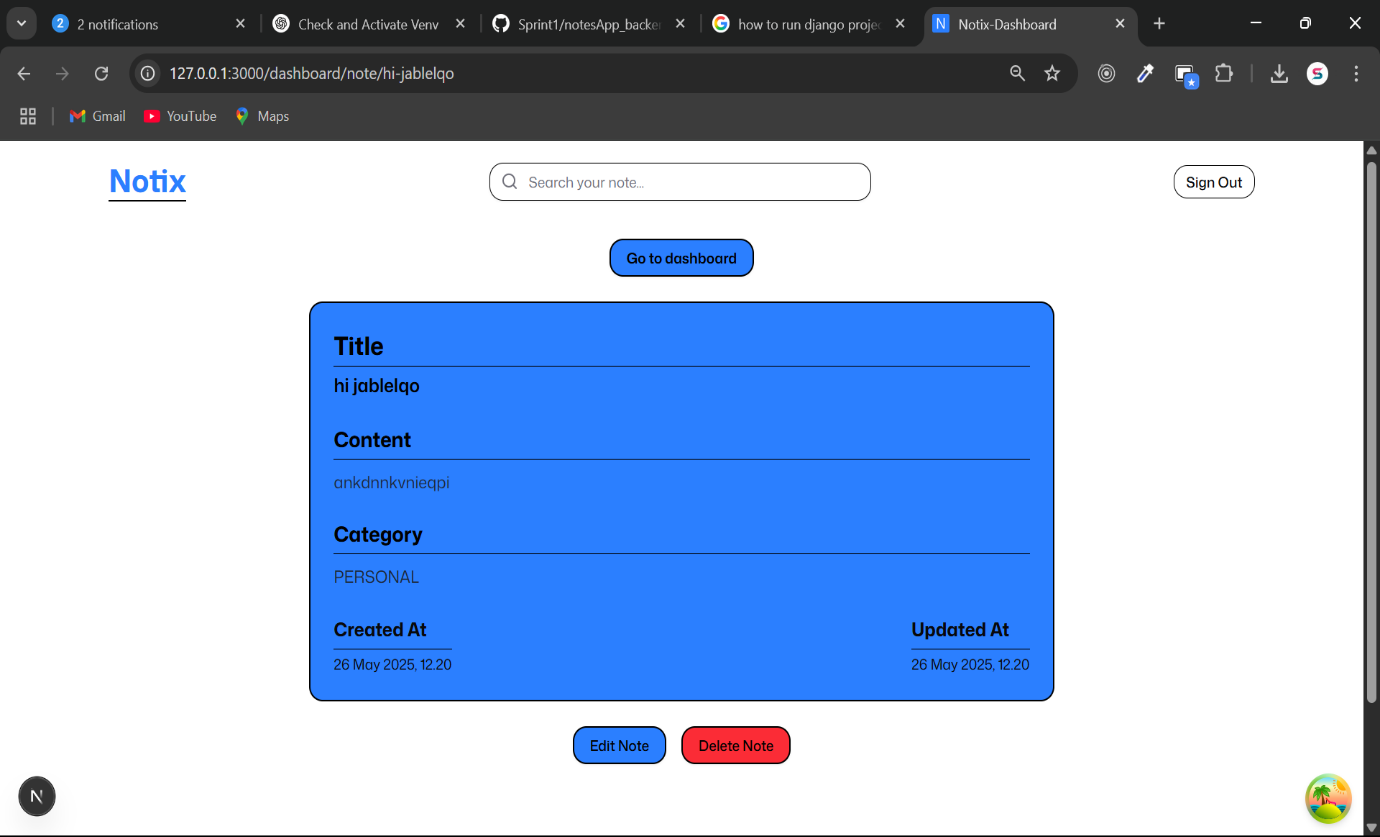 2 2 notifications
Check and Activate Venv
Sprint1/notesApp_backe
how to run django projec
N Notix-Dashboard
127.0.0.1:3000/dashboard/note/hi-jablelqo
S
Gmail
YouTube
Maps
Notix
Search your note...
Sign Out
Go to dashboard
Title
hi jablelqo
Content
ankdnnkvnieqpi
Category
PERSONAL
Created At Updated At
26 May 2025, 12.20 26 May 2025, 12.20
Edit Note Delete Note
N